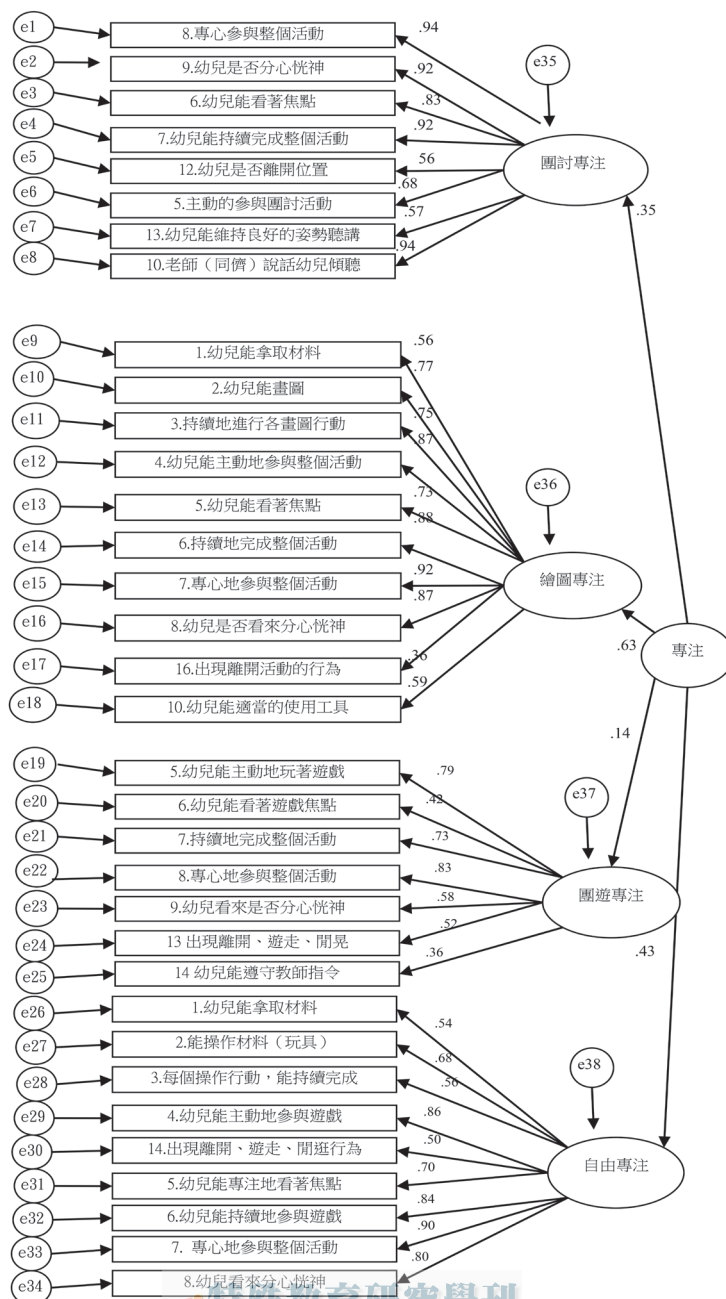 e1
8.專心參與整個活動
.94
e2
9.幼兒是否分心恍神
.92
e35
e3
6.幼兒能看著焦點
.83
e4
7.幼兒能持續完成整個活動
.92
團討專注
e5
12.幼兒是否離開位置
.56
e6
5.主動的參與團討活動
.68
.35
e7
13.幼兒能維持良好的姿勢聽講
.57
e8
10.老師（同儕）說話幼兒傾聽
.94
e9
1.幼兒能拿取材料
.56
e10
2.幼兒能畫圖
.77
e11
3.持續地進行各畫圖行動
.75
e12
4.幼兒能主動地參與整個活動
.87
e36
e13
5.幼兒能看著焦點
.73
e14
6.持續地完成整個活動
.88
e15
7.專心地參與整個活動
.92
繪圖專注
e16
8.幼兒是否看來分心恍神
.87
.63
專注
e17
16.出現離開活動的行為
.36
e18
10.幼兒能適當的使用工具
.59
.14
e19
5.幼兒能主動地玩著遊戲
.79
e37
e20
6.幼兒能看著遊戲焦點
.42
e21
7.持續地完成整個活動
.73
e22
8.專心地參與整個活動
.83
團遊專注
e23
9.幼兒看來是否分心恍神
.58
e24
13 出現離開、遊走、閒晃
.52
.43
e25
14 幼兒能遵守教師指令
.36
e26
1.幼兒能拿取材料
.54
e27
2.能操作材料（玩具）
.68
e38
e28
3.每個操作行動，能持續完成
.56
e29
4.幼兒能主動地參與遊戲
.86
e30
14.出現離開、遊走、閒逛行為
.50
自由專注
e31
5.幼兒能專注地看著焦點
.70
e32
6.幼兒能持續地參與遊戲
.84
e33
7. 專心地參與整個活動
.90
e34
8.幼兒看來分心恍神
.80
特殊教育研究學刊